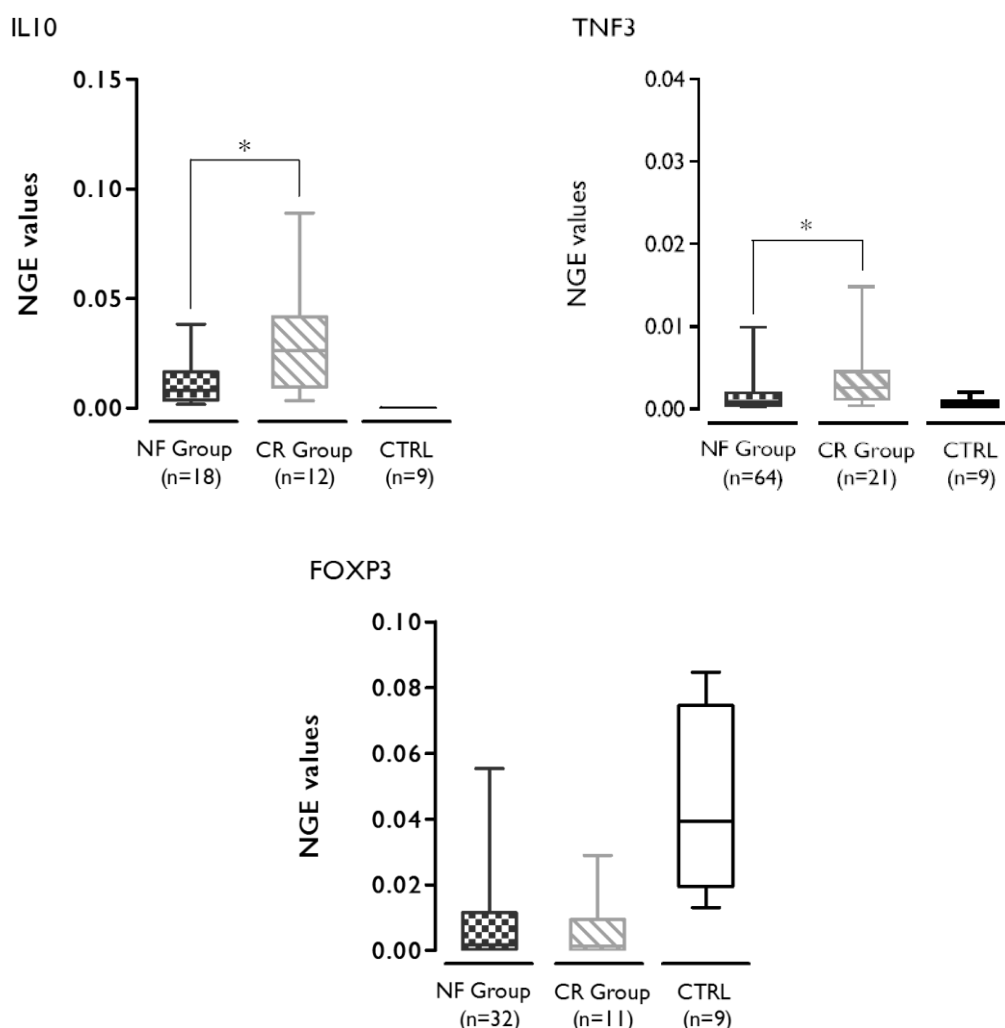 IL10
NGE values
0.15
0.10
0.05
0.00
*
NF Group
(n=18)
CR Group
(n=12)
CTRL
(n=9)
TNF3
NGE values
0.04
0.03
0.02
0.01
0.00
*
NF Group
(n=64)
CR Group
(n=21)
CTRL
(n=9)
FOXP3
NGE values
0.10
0.08
0.06
0.04
0.02
0.00
NF Group
(n=32)
CR Group
(n=11)
CTRL
(n=9)